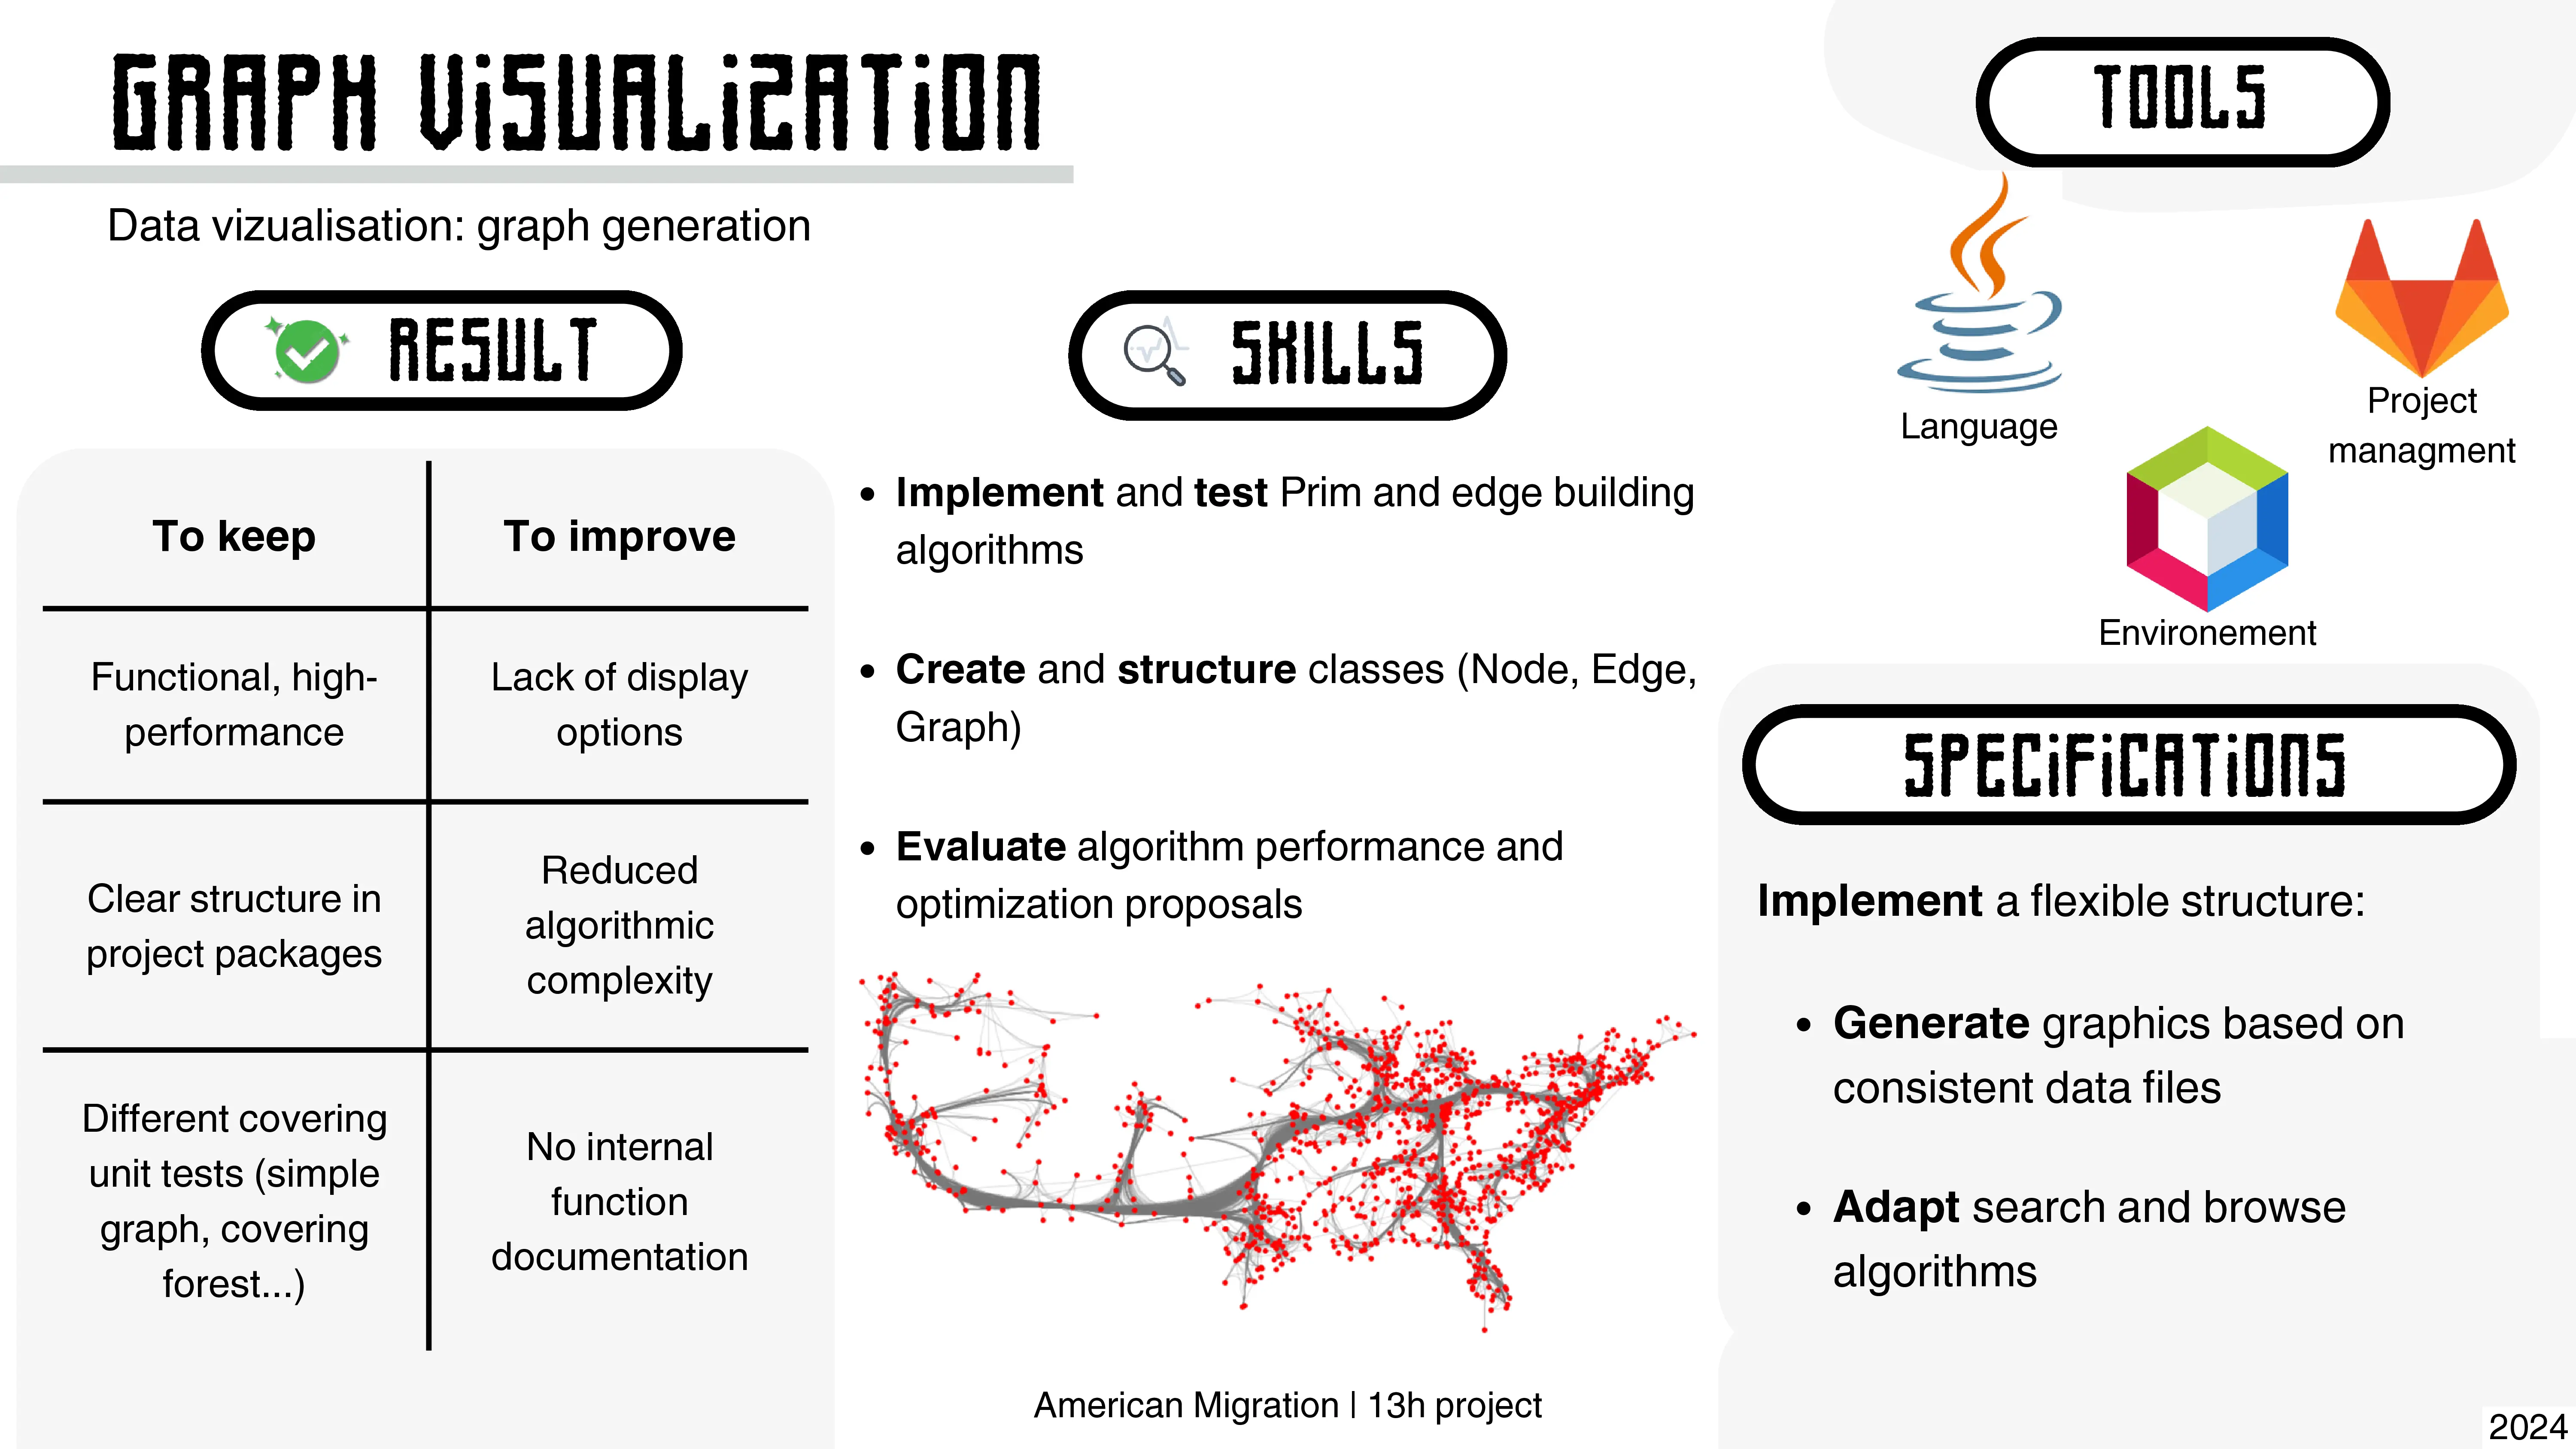 GRAPH ViSUALiZATiON
Data vizualisation: graph generation
RESULT
To keep
To improve
Functional, high-
performance
Lack of display
options
Clear structure in
project packages
Reduced
algorithmic
complexity
Different covering
unit tests (simple
graph, covering
forest...)
No internal
function
documentation
SKILLS
• Implement and test Prim and edge building
algorithms
• Create and structure classes (Node, Edge,
Graph)
• Evaluate algorithm performance and
optimization proposals
American Migration | 13h project
TOOLS
Language
Project
managment
Environement
SPECiFiCATiONS
Implement a flexible structure:
• Generate graphics based on
consistent data files
• Adapt search and browse
algorithms
2024